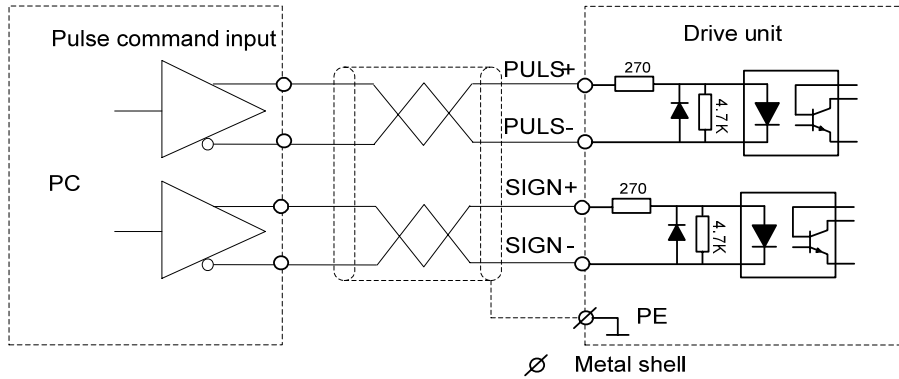 Pulse command input
Drive unit
PULS+
270
4.7K
PULS-
PC
SIGN+
270
4.7K
SIGN-
PE
Metal shell